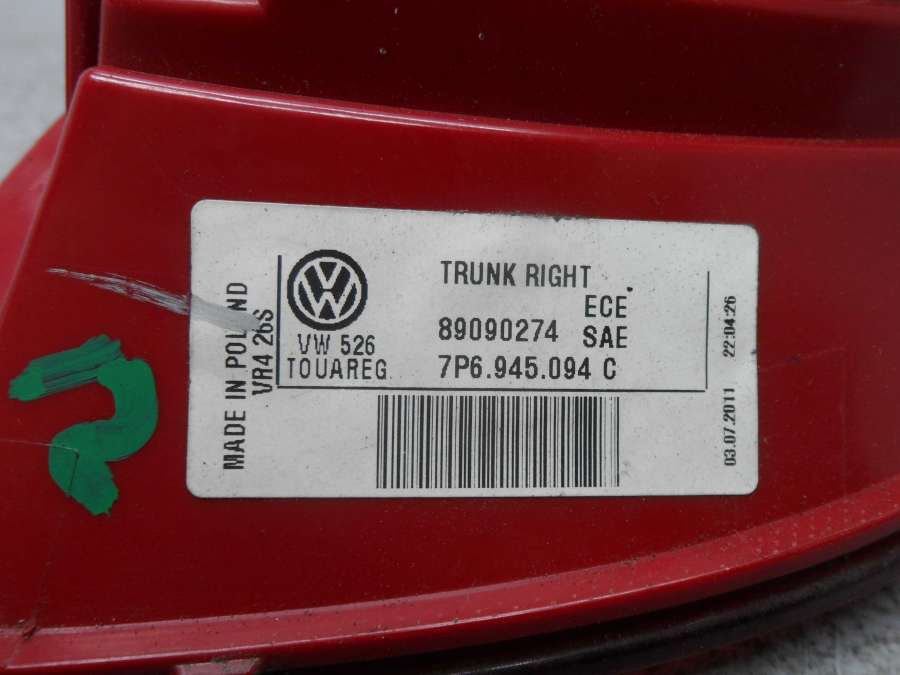 TRUNK RIGHT
ECE
89090274 SAE
7P6.945.094 C
VW 526
TOUAREG
MADE IN POLAND
VR4 26S
03.07.2011 22:04:26